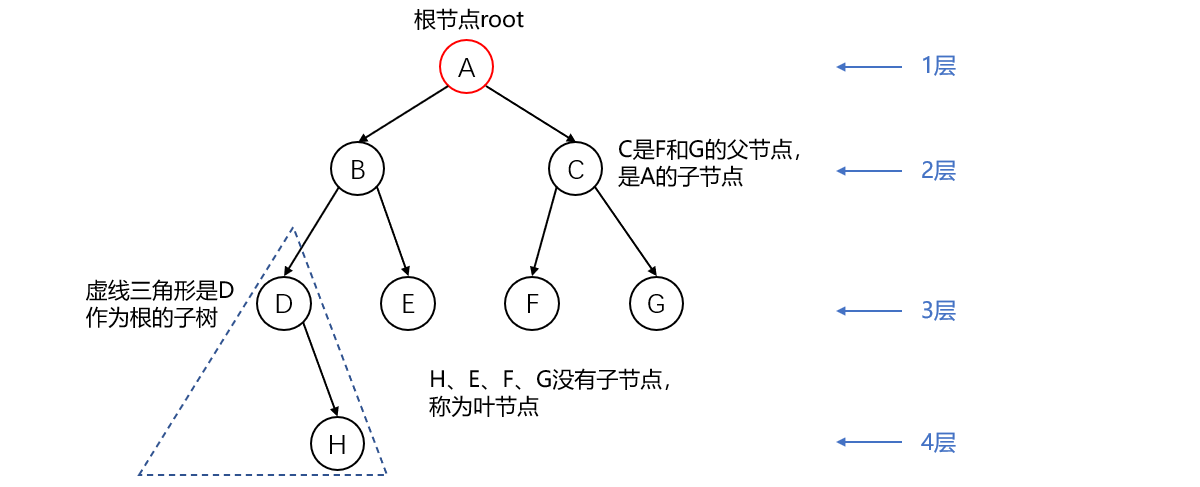 根节点root
A
1层
B
C
C是F和G的父节点，
是A的子节点
2层
虚线三角形是D
作为根的子树
D
E
F
G
3层
H、E、F、G没有子节点，
称为叶节点
H
4层